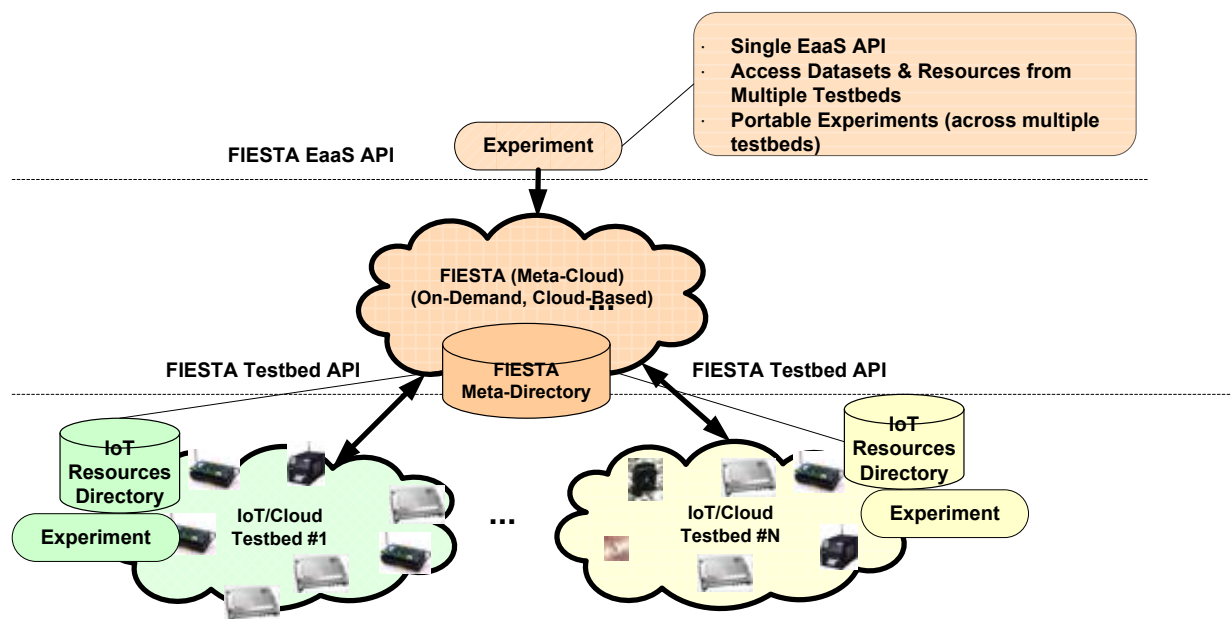 · Single EaaS API
· Access Datasets & Resources from
Multiple Testbeds
· Portable Experiments (across multiple
testbeds)
Experiment
FIESTA EaaS API
FIESTA (Meta-Cloud)
(On-Demand, Cloud-Based)
...
FIESTA Testbed API
FIESTA
Meta-Directory
FIESTA Testbed API
IoT
Resources
Directory
Experiment
IoT/Cloud
Testbed #1
...
IoT/Cloud
Testbed #N
IoT
Resources
Directory
Experiment